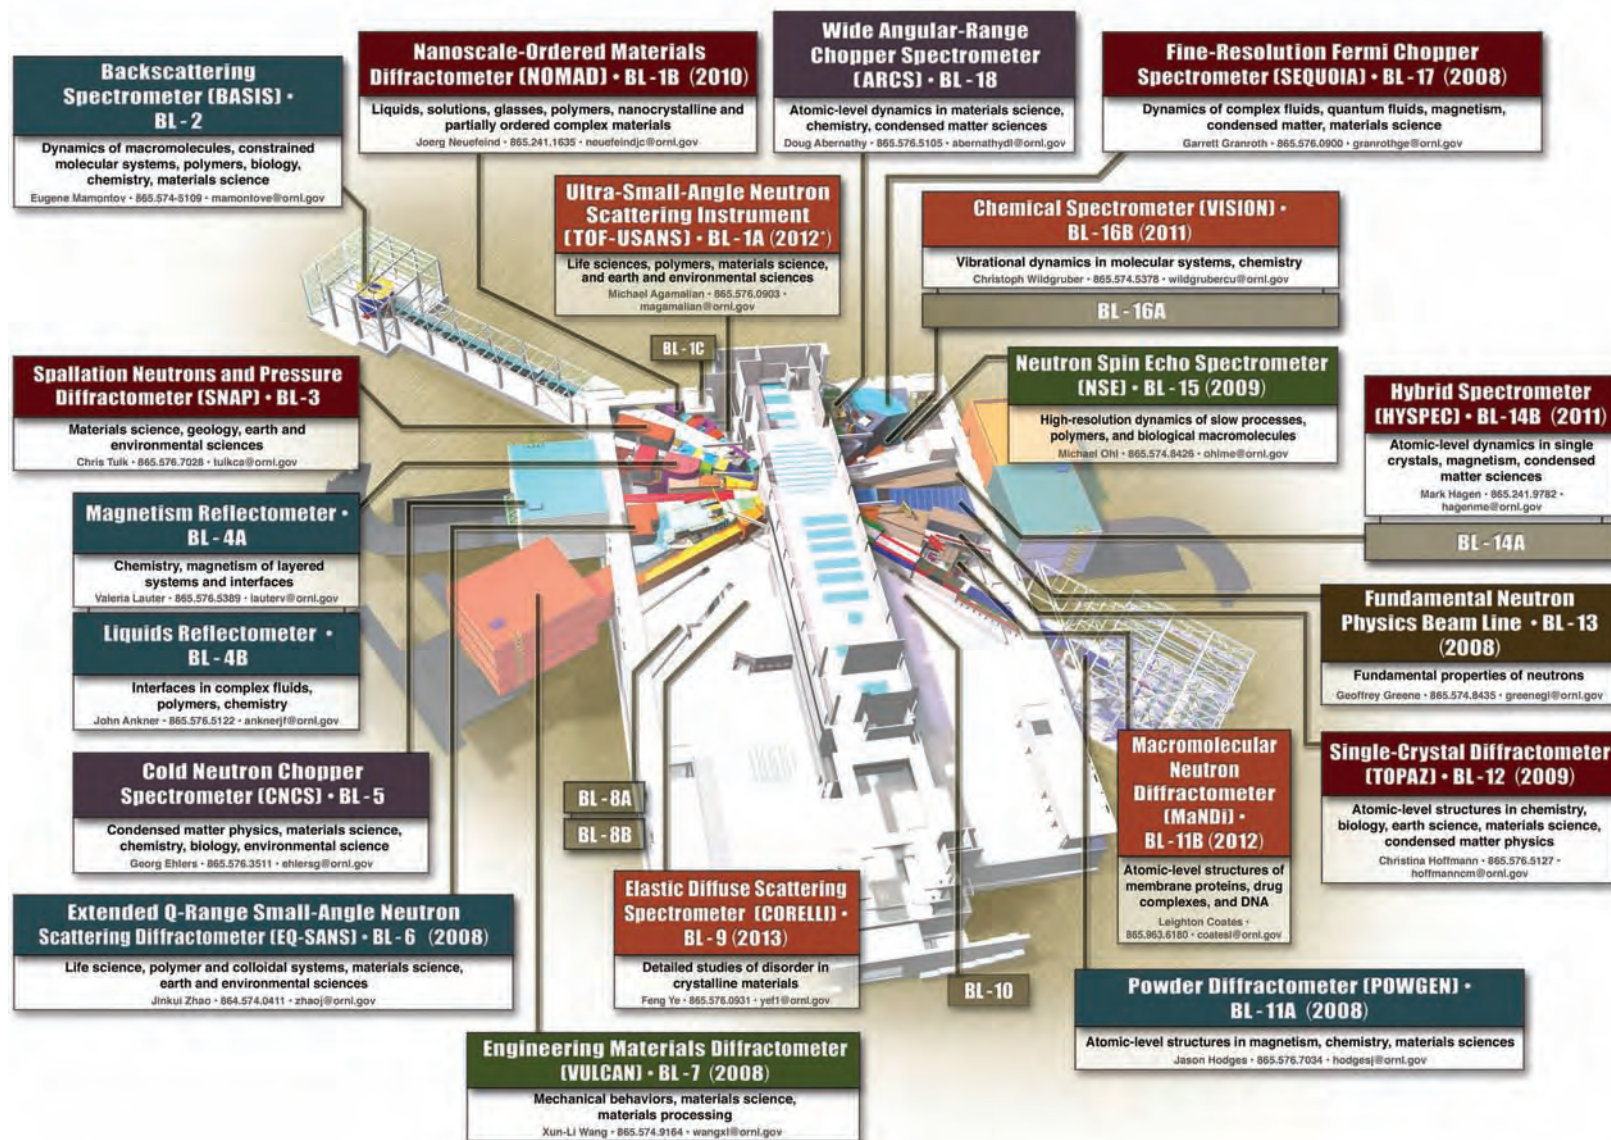 Backscattering
Spectrometer (BASIS) •
BL - 2
Dynamics of macromolecules, constrained
molecular systems, polymers, biology,
chemistry, materials science
Eugene Mamontov • 865.574-5109 • mamontove@ornl.gov
Nanoscale-Ordered Materials
Diffractometer (NOMAD) • BL - 1B (2010)
Liquids, solutions, glasses, polymers, nanocrystalline and
partially ordered complex materials
Joerg Neuefeind • 865.241.1635 • neuefeindjc@ornl.gov
Wide Angular-Range
Chopper Spectrometer
(ARCS) • BL - 18
Atomic-level dynamics in materials science,
chemistry, condensed matter sciences
Doug Abernathy • 865.576.5105 • abernathydl@ornl.gov
Fine-Resolution Fermi Chopper
Spectrometer (SEQUOIA) • BL - 17 (2008)
Dynamics of complex fluids, quantum fluids, magnetism,
condensed matter, materials science
Garrett Granroth • 865.576.0900 • granrothge@ornl.gov
Ultra-Small-Angle Neutron
Scattering Instrument
(TOF-USANS) • BL - 1A (2012*)
Life sciences, polymers, materials science,
and earth and environmental sciences
Michael Agamalian • 865.576.0903 •
magamalian@ornl.gov
Chemical Spectrometer (VISION) •
BL - 16B (2011)
Vibrational dynamics in molecular systems, chemistry
Christoph Wildgruber • 865.574.5378 • wildgrubercu@ornl.gov
BL - 16A
BL - 1C
Neutron Spin Echo Spectrometer
(NSE) • BL - 15 (2009)
High-resolution dynamics of slow processes,
polymers, and biological macromolecules
Michael Ohl • 865.574.8426 • ohlme@ornl.gov
Spallation Neutrons and Pressure
Diffractometer (SNAP) • BL-3
Materials science, geology, earth and
environmental sciences
Chris Tulk • 865.576.7028 • tulkca@ornl.gov
Hybrid Spectrometer
(HYSPEC) • BL-14B (2011)
Atomic-level dynamics in single
crystals, magnetism, condensed
matter sciences
Mark Hagen • 865.241.9782 •
hagenme@ornl.gov
BL - 14A
Magnetism Reflectometer •
BL - 4A
Chemistry, magnetism of layered
systems and interfaces
Valeria Lauter • 865.576.5389 • lauterv@ornl.gov
Liquids Reflectometer •
BL - 4B
Interfaces in complex fluids,
polymers, chemistry
John Ankner • 865.576.5122 • anknerjf@ornl.gov
Fundamental Neutron
Physics Beam Line • BL - 13
(2008)
Fundamental properties of neutrons
Geoffrey Greene • 865.574.8435 • greenegl@ornl.gov
Cold Neutron Chopper
Spectrometer (CNCS) • BL - 5
Condensed matter physics, materials science,
chemistry, biology, environmental science
Georg Ehlers • 865.576.3511 • ehlersg@ornl.gov
BL - 8A
BL - 8B
Macromolecular
Neutron
Diffractometer
(MaNDi) •
BL - 11B (2012)
Atomic-level structures of
membrane proteins, drug
complexes, and DNA
Leighton Coates •
865.963.6180 • coatesl@ornl.gov
Single-Crystal Diffractometer
(TOPAZ) • BL - 12 (2009)
Atomic-level structures in chemistry,
biology, earth science, materials science,
condensed matter physics
Christina Hoffmann • 865.576.5127 •
hoffmanncm@ornl.gov
Extended Q-Range Small-Angle Neutron
Scattering Diffractometer (EQ-SANS) • BL - 6 (2008)
Life science, polymer and colloidal systems, materials science,
earth and environmental sciences
Jinkui Zhao • 864.574.0411 • zhaoj@ornl.gov
Elastic Diffuse Scattering
Spectrometer (CORELLI) •
BL - 9 (2013)
Detailed studies of disorder in
crystalline materials
Feng Ye • 865.576.0931 • yef1@ornl.gov
BL - 10
Powder Diffractometer (POWGEN) •
BL - 11A (2008)
Atomic-level structures in magnetism, chemistry, materials sciences
Jason Hodges • 865.576.7034 • hodgesj@ornl.gov
Engineering Materials Diffractometer
(VULCAN) • BL - 7 (2008)
Mechanical behaviors, materials science,
materials processing
Xun-Li Wang • 865.574.9164 • wangxl@ornl.gov